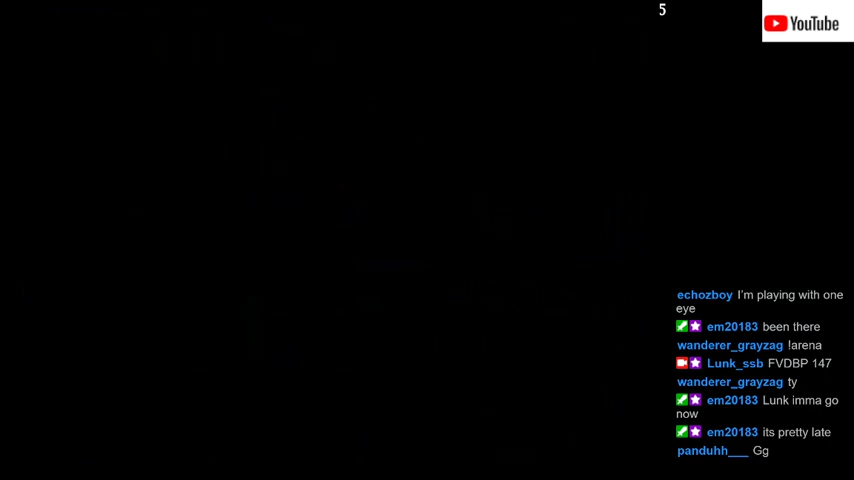 5
YouTube
echozboy I'm playing with one
eye
em20183 been there
wanderer_grayzag !arena
Lunk_ssb FVDBP 147
wanderer_grayzag ty
em20183 Lunk imma go
now
em20183 its pretty late
panduhh___ Gg